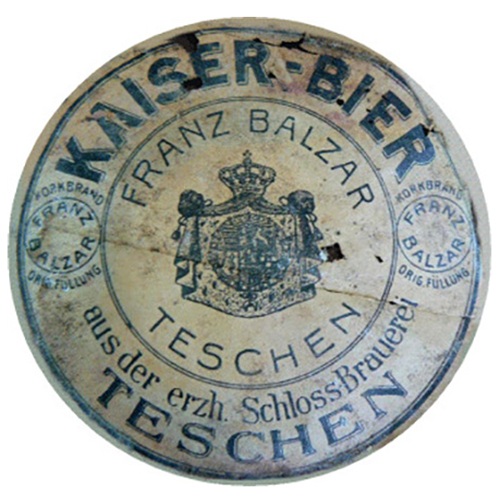 KAISER-BIER
FRANZ BALZAR
TESCHEN
KORKBRAND
FRANZ
BALZAR
ORIG.FÜLLUNG
KORKBRAND
FRANZ
BALZAR
ORIG.FÜLLUNG
aus der erzh. Schloss-Brauerei
TESCHEN